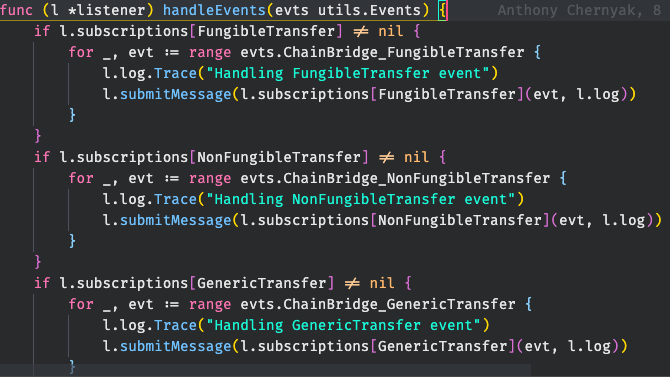 func (l *listener) handleEvents(evts utils.Events) { Anthony Chernyak, 8
    if l.subscriptions[FungibleTransfer] != nil {
        for _, evt := range evts.ChainBridge_FungibleTransfer {
            l.log.Trace("Handling FungibleTransfer event")
            l.submitMessage(l.subscriptions[FungibleTransfer](evt, l.log))
        }
    }
    if l.subscriptions[NonFungibleTransfer] != nil {
        for _, evt := range evts.ChainBridge_NonFungibleTransfer {
            l.log.Trace("Handling NonFungibleTransfer event")
            l.submitMessage(l.subscriptions[NonFungibleTransfer](evt, l.log))
        }
    }
    if l.subscriptions[GenericTransfer] != nil {
        for _, evt := range evts.ChainBridge_GenericTransfer {
            l.log.Trace("Handling GenericTransfer event")
            l.submitMessage(l.subscriptions[GenericTransfer](evt, l.log))
        }